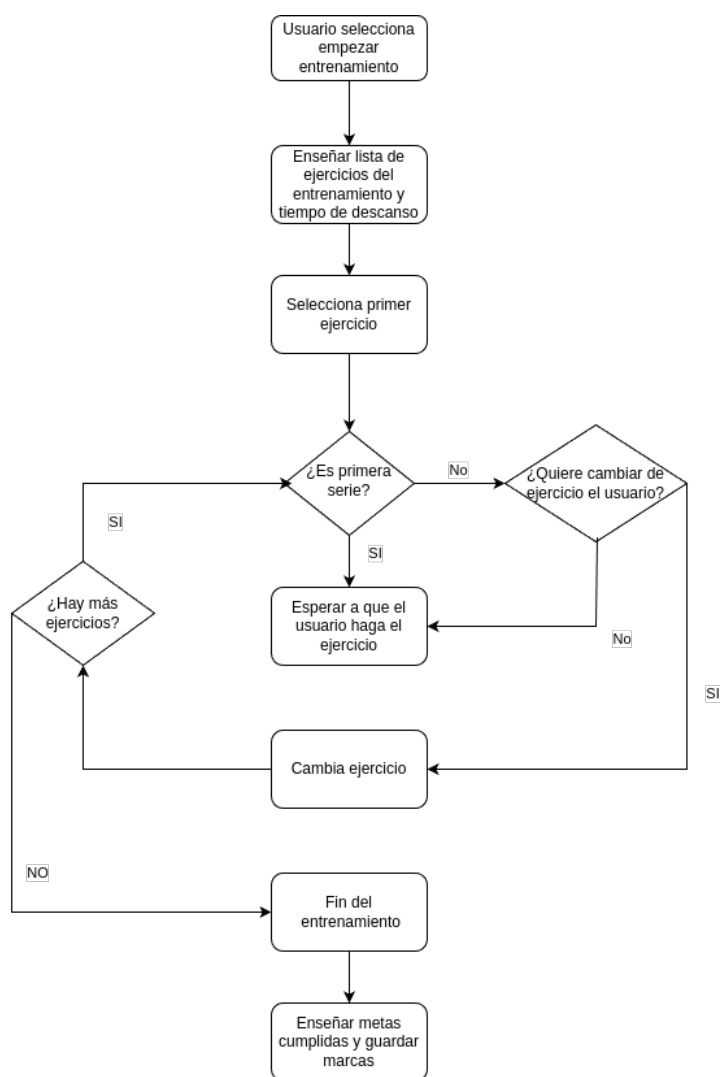 Usuario selecciona
empezar
entrenamiento
Enseñar lista de
ejercicios del
entrenamiento y
tiempo de descanso
Selecciona primer
ejercicio
¿Es primera
serie?
No
¿Quiere cambiar de
ejercicio el usuario?
SI
SI
¿Hay más
ejercicios?
Esperar a que el
usuario haga el
ejercicio
No
SI
Cambia ejercicio
NO
Fin del
entrenamiento
Enseñar metas
cumplidas y guardar
marcas